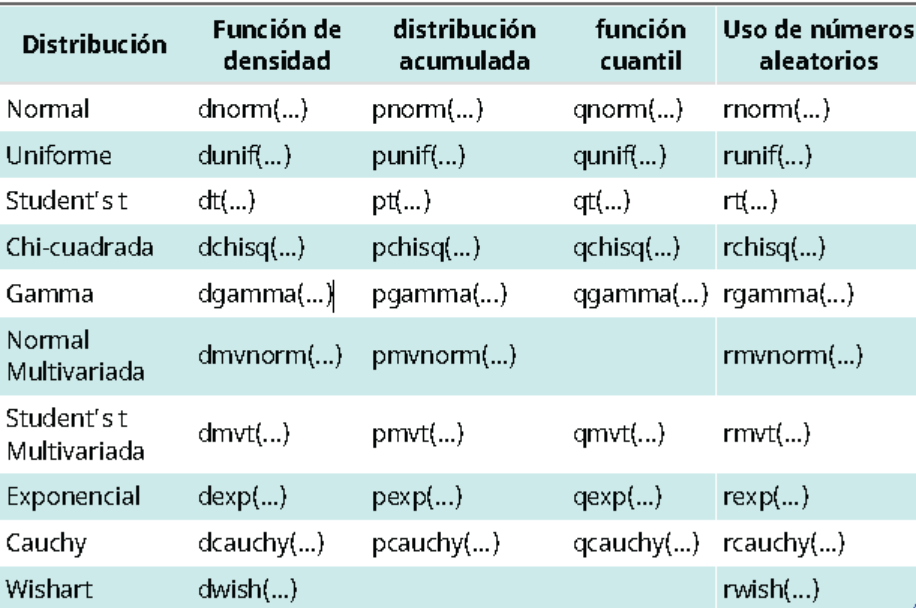 Distribución Función de densidad distribución acumulada función cuantil Uso de números aleatorios
Normal dnorm(...) pnorm(...) qnorm(...) rnorm(...)
Uniforme dunif(...) punif(...) qunif(...) runif(...)
Student's t dt(...) pt(...) qt(...) rt(...)
Chi-cuadrada dchisq(...) pchisq(...) qchisq(...) rchisq(...)
Gamma dgamma(...) pgamma(...) qgamma(...) rgamma(...)
Normal
Multivariada dmvnorm(...) pmvnorm(...) rmvnorm(...)
Student's t
Multivariada dmvt(...) pmvt(...) qmvt(...) rmvt(...)
Exponencial dexp(...) pexp(...) qexp(...) rexp(...)
Cauchy dcauchy(...) pcauchy(...) qcauchy(...) rcauchy(...)
Wishart dwish(...) rwish(...)